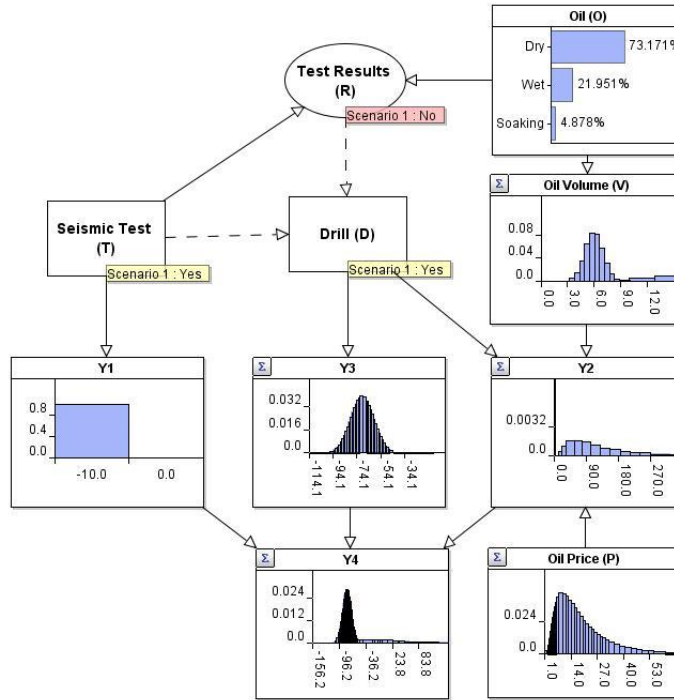 Oil (O)
Dry
73.171%
Wet
21.951%
Soaking
4.878%
Test Results
(R)
Scenario 1 : No
Σ
Oil Volume (V)
0.08
0.04
0.0
0.0
3.0
6.0
9.0
12.0
Seismic Test
(T)
Scenario 1 : Yes
Drill (D)
Scenario 1 : Yes
Y1
0.8
0.4
0.0
-10.0
0.0
Σ
Y3
0.032
0.016
0.0
-114.1
-94.1
-74.1
-54.1
-34.1
Σ
Y2
0.0032
0.0
0.0
90.0
180.0
270.0
Σ
Y4
0.024
0.012
0.0
-156.2
-96.2
-36.2
23.8
83.8
Σ
Oil Price (P)
0.024
0.0
1.0
14.0
27.0
40.0
53.0